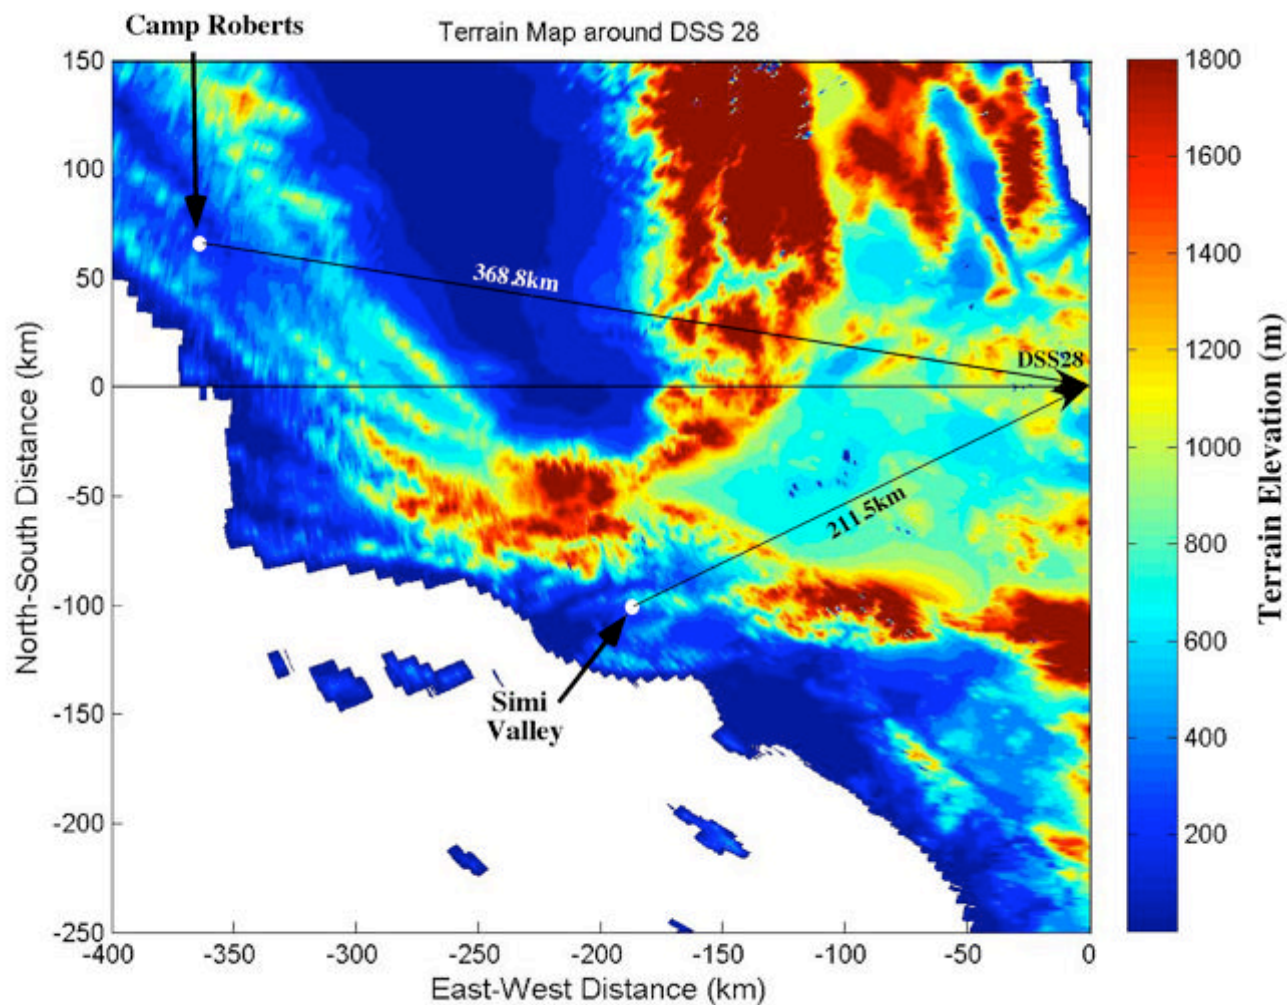 Camp Roberts
Terrain Map around DSS 28
150
100
50
0
-50
-100
-150
-200
-250
North-South Distance (km)
368.8km
DSS28
211.5km
Simi
Valley
-400
-350
-300
-250
-200
-150
-100
-50
0
East-West Distance (km)
1800
1600
1400
1200
1000
800
600
400
200
Terrain Elevation (m)